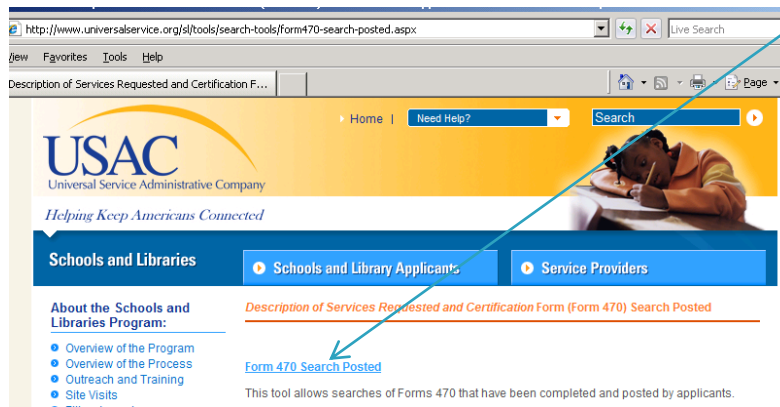 http://www.universalservice.org/sl/tools/search-tools/form470-search-posted.aspx
Live Search
View Favorites Tools Help
Description of Services Requested and Certification F...
Page
Home | Need Help? Search
USAC
Universal Service Administrative Company
Helping Keep Americans Connected
Schools and Libraries
Schools and Library Applicants
Service Providers
About the Schools and
Libraries Program:
Overview of the Program
Overview of the Process
Outreach and Training
Site Visits
Description of Services Requested and Certification Form (Form 470) Search Posted
Form 470 Search Posted
This tool allows searches of Forms 470 that have been completed and posted by applicants.